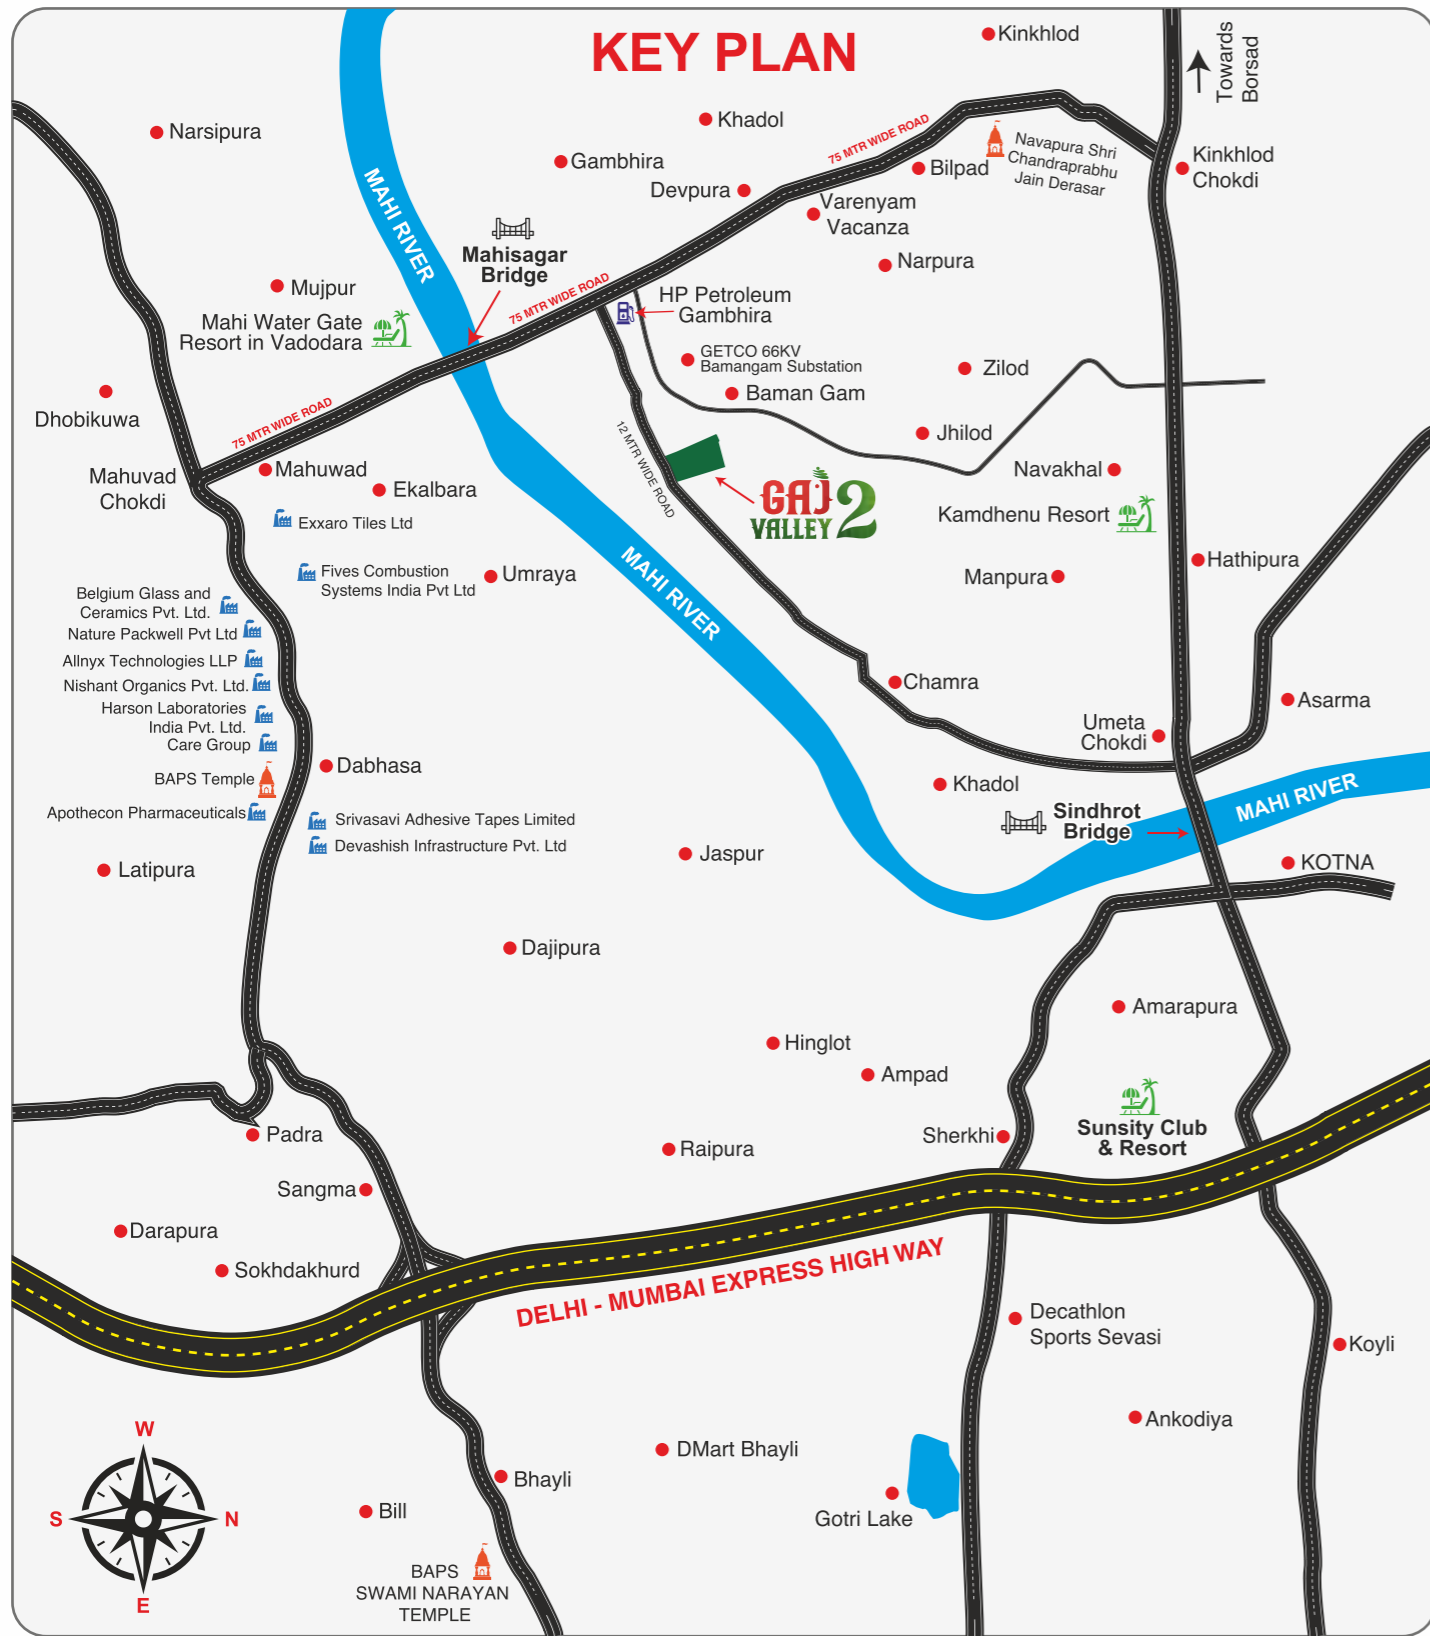 KEY PLAN
Kinkhlod
Towards
Borsad
Khadol
Narsipura
75 MTR WIDE ROAD
Navapura Shri
Chandraprabhu
Jain Derasar
Kinkhlod
Chokdi
Gambhira
Bilpad
Devpura
MAHI RIVER
Varenyam
Vacanza
Mahisagar
Bridge
Narpura
Mujpur
75 MTR WIDE ROAD
HP Petroleum
Gambhira
Mahi Water Gate
Resort in Vadodara
GETCO 66KV
Bamangam Substation
Zilod
Baman Gam
Dhobikuwa
75 MTR WIDE ROAD
12 MTR WIDE ROAD
Jhilod
Mahuvad
Chokdi
Mahuwad
Ekalbara
Navakhal
GAJ
VALLEY 2
Kamdhenu Resort
Exxaro Tiles Ltd
Hathipura
Fives Combustion
Systems India Pvt Ltd
Umraya
MAHI RIVER
Manpura
Belgium Glass and
Ceramics Pvt. Ltd.
Nature Packwell Pvt Ltd
Allnyx Technologies LLP
Nishant Organics Pvt. Ltd.
Chamra
Asarma
Harson Laboratories
India Pvt. Ltd.
Care Group
Umeta
Chokdi
Dabhasa
BAPS Temple
Khadol
MAHI RIVER
Apothecon Pharmaceuticals
Srivasavi Adhesive Tapes Limited
Devashish Infrastructure Pvt. Ltd
Sindhrot
Bridge
Jaspur
KOTNA
Latipura
Dajipura
Amarapura
Hinglot
Ampad
Padra
Raipura
Sherkhi
Sunsity Club
& Resort
Sangma
Darapura
Sokhdakhurd
DELHI - MUMBAI EXPRESS HIGH WAY
Decathlon
Sports Sevasi
Koyli
Ankodiya
W
S
N
E
DMart Bhayli
Bhayli
Bill
Gotri Lake
BAPS
SWAMI NARAYAN
TEMPLE